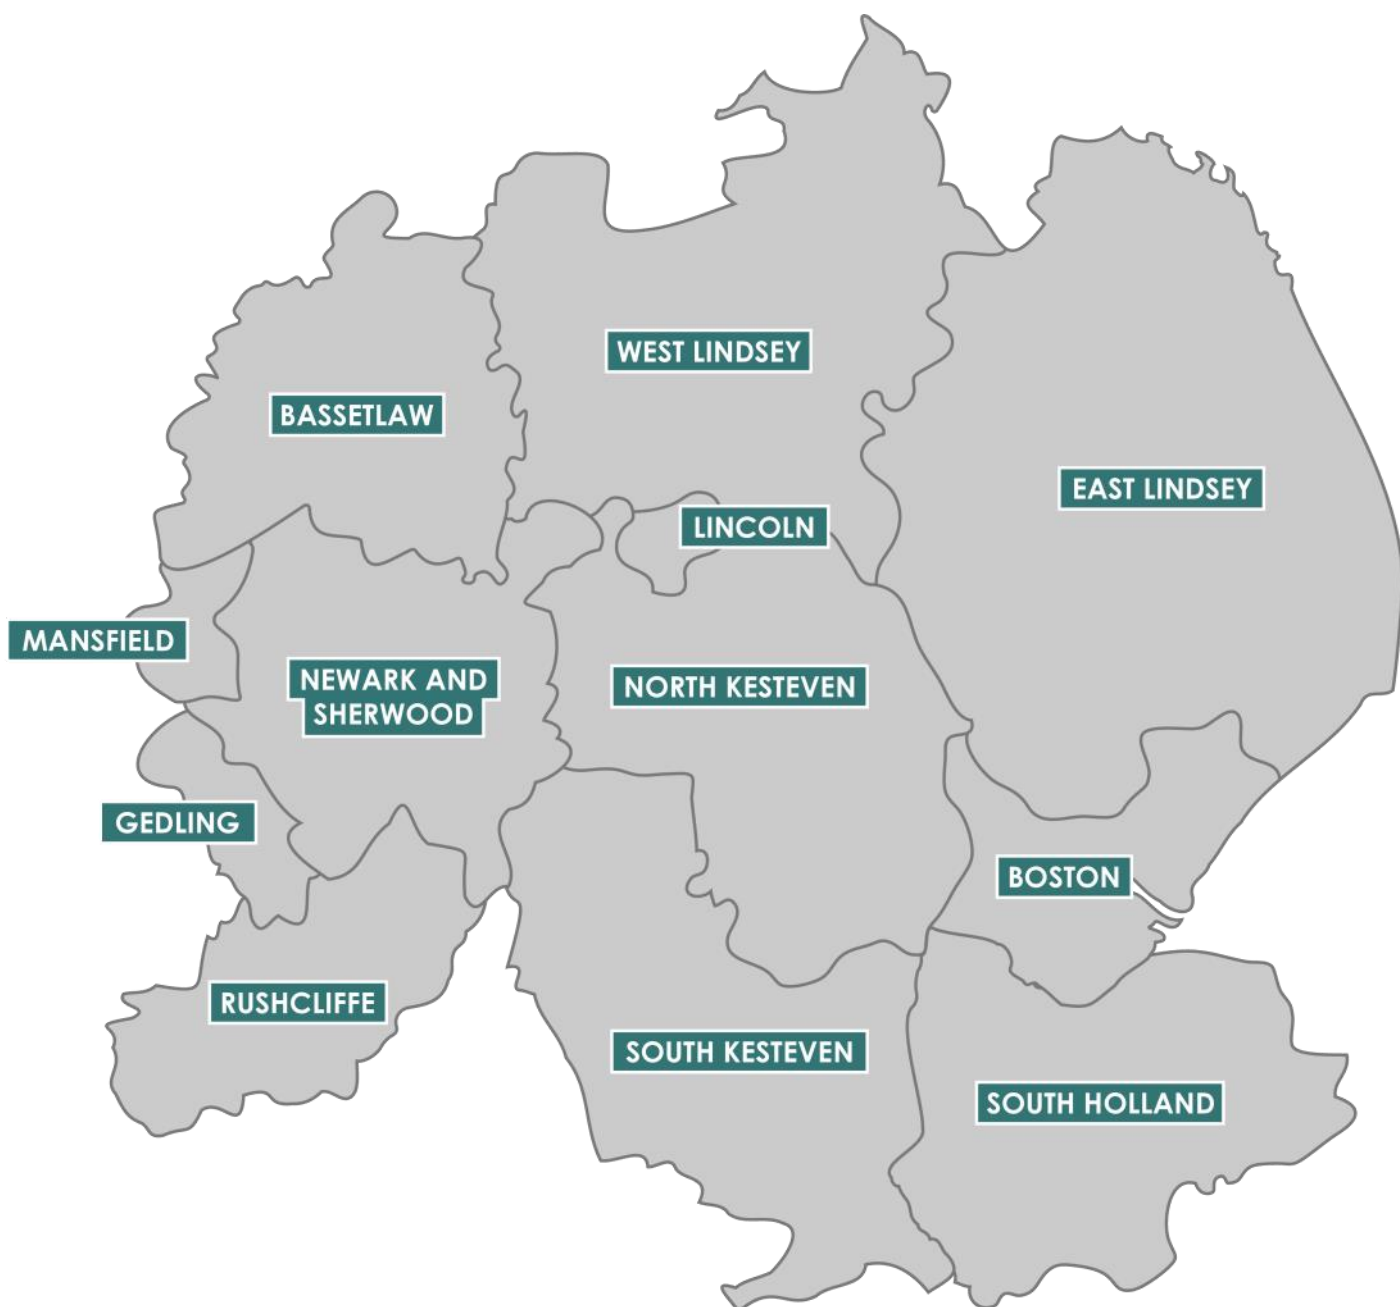 WEST LINDSEY
BASSETLAW
EAST LINDSEY
LINCOLN
MANSFIELD
NEWARK AND
SHERWOOD
NORTH KESTEVEN
GEDLING
BOSTON
RUSHCLIFFE
SOUTH KESTEVEN
SOUTH HOLLAND